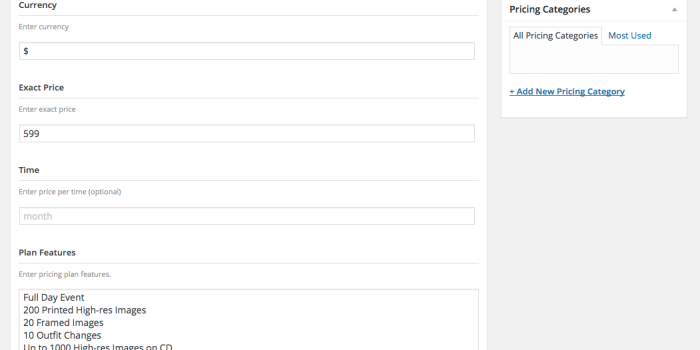 Currency
Enter currency
$
Exact Price
Enter exact price
599
Time
Enter price per time (optional)
month
Plan Features
Enter pricing plan features.
Full Day Event
200 Printed High-res Images
20 Framed Images
10 Outfit Changes
Up to 1000 High-res Images on CD
Pricing Categories
All Pricing Categories Most Used
+ Add New Pricing Category